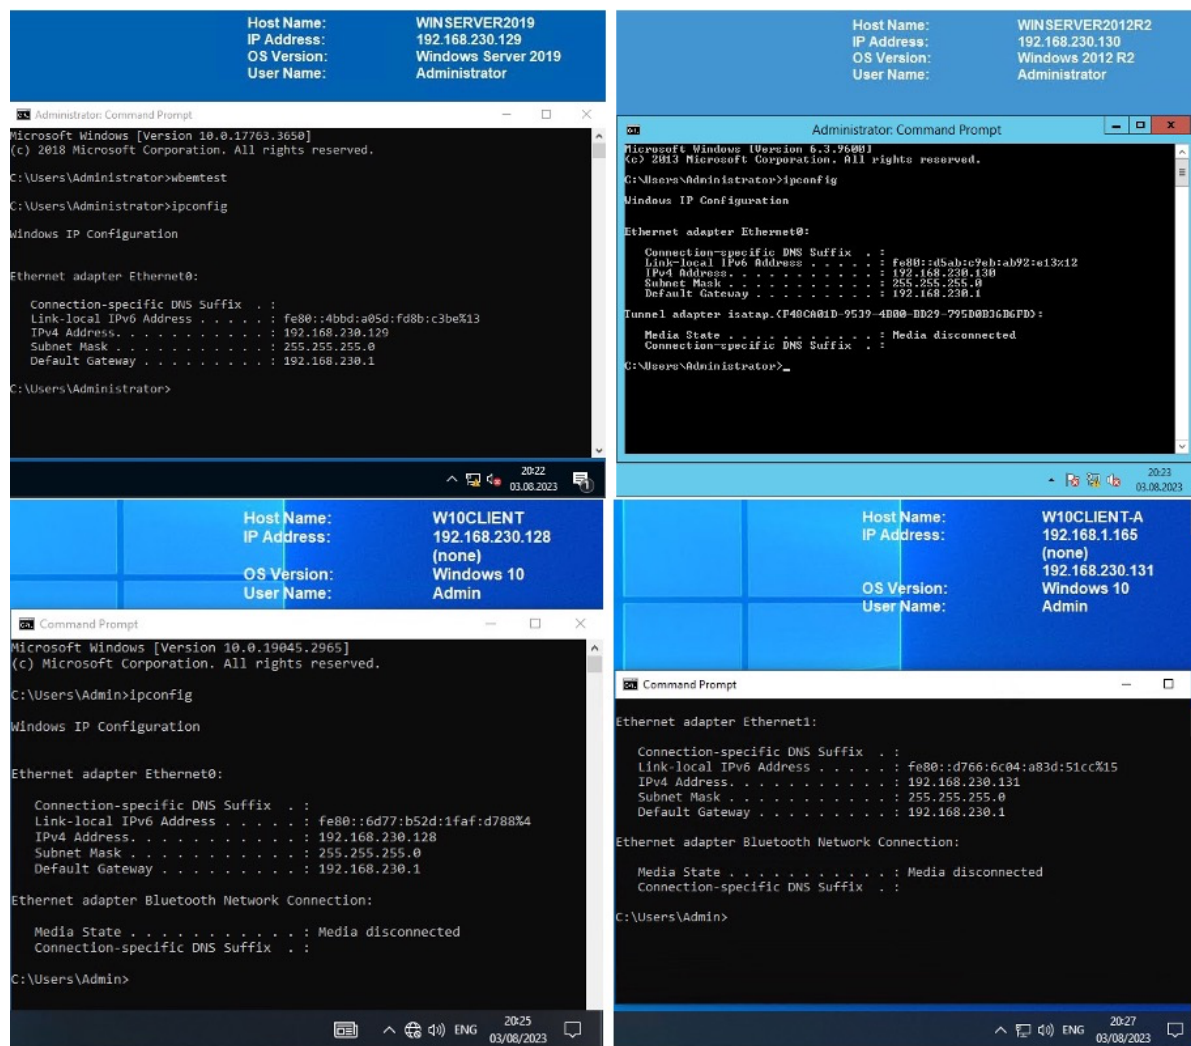 Host Name: WINSERVER2019
IP Address: 192.168.230.129
OS Version: Windows Server 2019
User Name: Administrator
Administrator: Command Prompt
Microsoft Windows [Version 10.0.17763.3650]
(c) 2018 Microsoft Corporation. All rights reserved.
C:\Users\Administrator>wbemtest
C:\Users\Administrator>ipconfig
Windows IP Configuration
Ethernet adapter Ethernet0:
Connection-specific DNS Suffix . :
Link-local IPv6 Address . . . . . : fe80::4bbd:a05d:fd8b:c3be%13
IPv4 Address. . . . . . . . . . . : 192.168.230.129
Subnet Mask . . . . . . . . . . . : 255.255.255.0
Default Gateway . . . . . . . . . : 192.168.230.1
C:\Users\Administrator>
20:22
03.08.2023
1
Host Name: WINSERVER2012R2
IP Address: 192.168.230.130
OS Version: Windows 2012 R2
User Name: Administrator
Administrator: Command Prompt
Microsoft Windows [Version 6.3.9600]
(c) 2013 Microsoft Corporation. All rights reserved.
C:\Users\Administrator>ipconfig
Windows IP Configuration
Ethernet adapter Ethernet0:
Connection-specific DNS Suffix . :
Link-local IPv6 Address . . . . . : fe80::d5ab:c9eb:ab92:e13%12
IPv4 Address. . . . . . . . . . . : 192.168.230.130
Subnet Mask . . . . . . . . . . . : 255.255.255.0
Default Gateway . . . . . . . . . : 192.168.230.1
Tunnel adapter isatap.{F48CA01D-9539-4B00-BD29-795D0B36B6FD}:
Media State . . . . . . . . . . . : Media disconnected
Connection-specific DNS Suffix . :
C:\Users\Administrator>_
20:23
03.08.2023
Host Name: W10CLIENT
IP Address: 192.168.230.128
(none)
OS Version: Windows 10
User Name: Admin
Command Prompt
Microsoft Windows [Version 10.0.19045.2965]
(c) Microsoft Corporation. All rights reserved.
C:\Users\Admin>ipconfig
Windows IP Configuration
Ethernet adapter Ethernet0:
Connection-specific DNS Suffix . :
Link-local IPv6 Address . . . . . : fe80::6d77:b52d:1faf:d788%4
IPv4 Address. . . . . . . . . . . : 192.168.230.128
Subnet Mask . . . . . . . . . . . : 255.255.255.0
Default Gateway . . . . . . . . . : 192.168.230.1
Ethernet adapter Bluetooth Network Connection:
Media State . . . . . . . . . . . : Media disconnected
Connection-specific DNS Suffix . :
C:\Users\Admin>
ENG
20:25
03/08/2023
Host Name: W10CLIENT-A
IP Address: 192.168.1.165
(none)
192.168.230.131
OS Version: Windows 10
User Name: Admin
Command Prompt
Ethernet adapter Ethernet1:
Connection-specific DNS Suffix . :
Link-local IPv6 Address . . . . . : fe80::d766:6c04:a83d:51cc%15
IPv4 Address. . . . . . . . . . . : 192.168.230.131
Subnet Mask . . . . . . . . . . . : 255.255.255.0
Default Gateway . . . . . . . . . : 192.168.230.1
Ethernet adapter Bluetooth Network Connection:
Media State . . . . . . . . . . . : Media disconnected
Connection-specific DNS Suffix . :
C:\Users\Admin>
ENG
20:27
03/08/2023